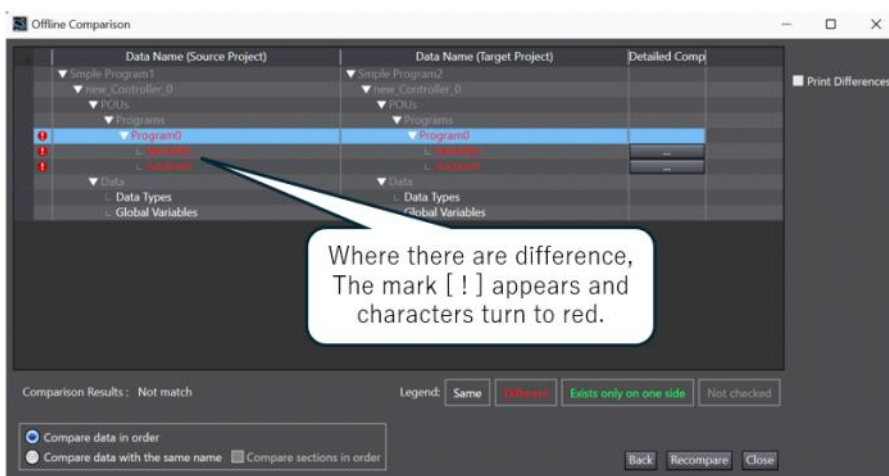 Offline Comparison
Data Name (Source Project) Data Name (Target Project) Detailed Comp
Smple Program1 Smple Program2
Print Differences
new_Controller_0 new_Controller_0
POUs POUs
Programs Programs
Program0 Program0
...
...
Data Data
Data Types Data Types
Global Variables Global Variables
Where there are difference,
The mark [ ! ] appears and
characters turn to red.
Comparison Results : Not match Legend: Same Exists only on one side Not checked
Compare data in order
Compare data with the same name Compare sections in order Back Recompare Close